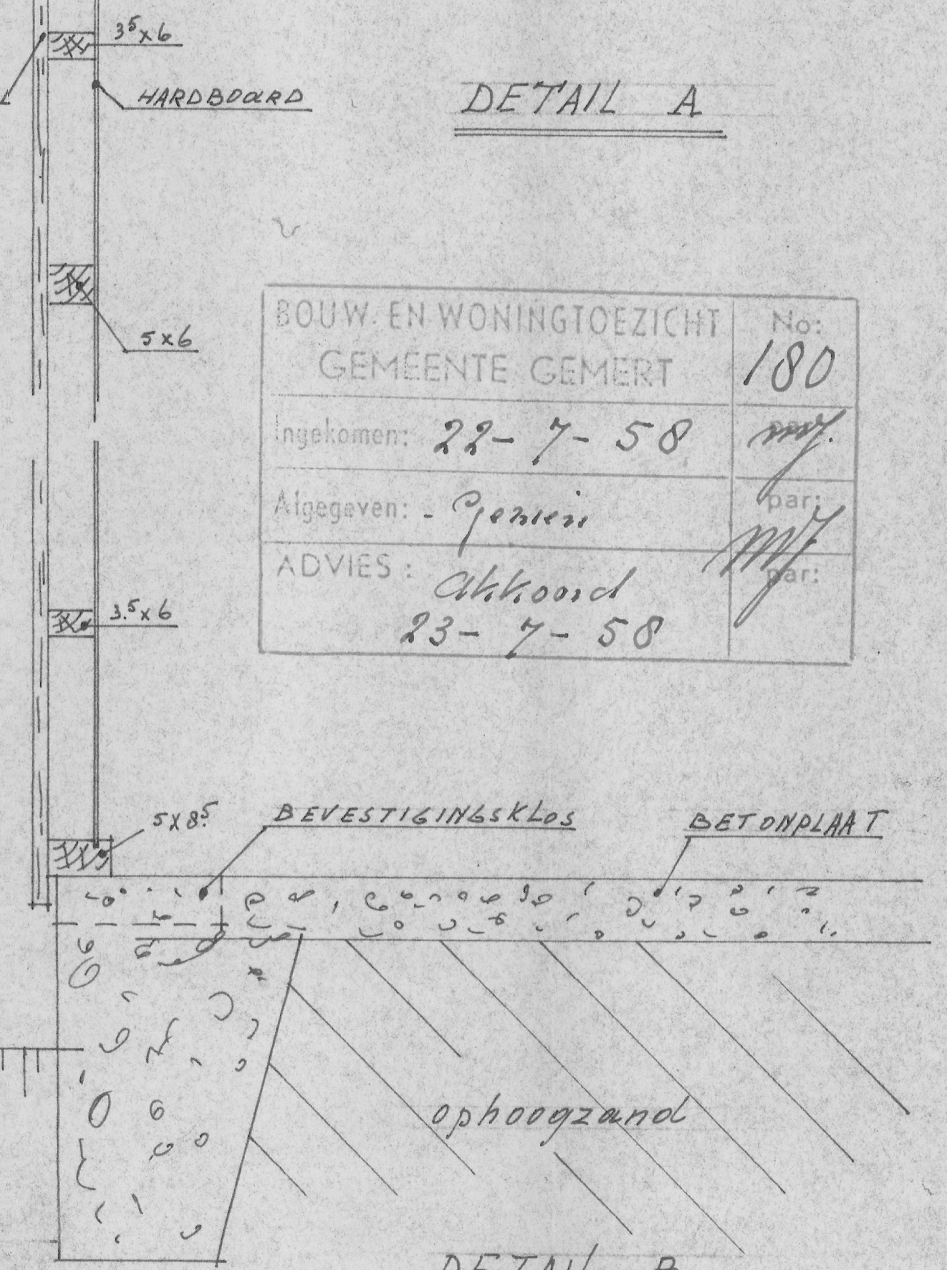 3⁵x6
HARDBOARD
DETAIL A
BOUW- EN WONINGTOEZICHT
GEMEENTE GEMERT
No:
180
5x6
Ingekomen: 22-7-58
Afgegeven: -
par:
ADVIES: akkoord
par:
23-7-58
3.⁵x6
5x8⁵
BEVESTIGINGSKLOS
BETONPLAAT
ophoogzand
DETAIL B